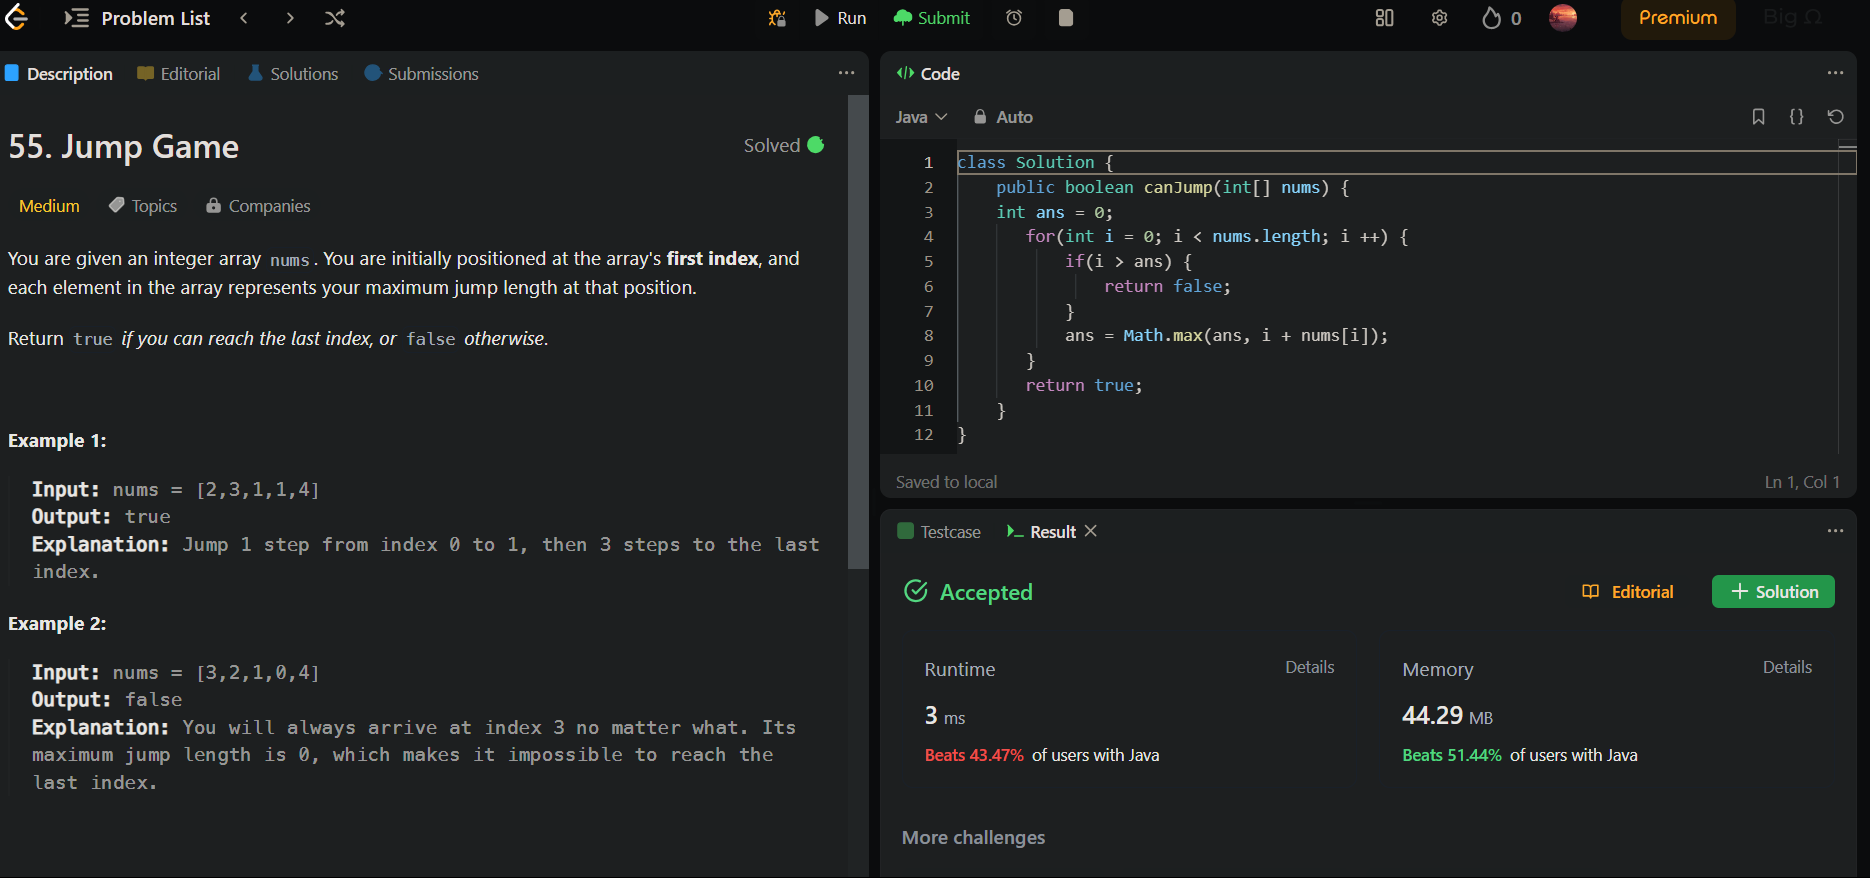 Problem List
Run
Submit
0
Premium
Big Ω
Description
Editorial
Solutions
Submissions
55. Jump Game
Solved
Medium
Topics
Companies
You are given an integer array nums. You are initially positioned at the array's first index, and
each element in the array represents your maximum jump length at that position.
Return true if you can reach the last index, or false otherwise.
Example 1:
Input: nums = [2,3,1,1,4]
Output: true
Explanation: Jump 1 step from index 0 to 1, then 3 steps to the last
index.
Example 2:
Input: nums = [3,2,1,0,4]
Output: false
Explanation: You will always arrive at index 3 no matter what. Its
maximum jump length is 0, which makes it impossible to reach the
last index.
</> Code
Java
Auto
{}
1 class Solution {
2 public boolean canJump(int[] nums) {
3 int ans = 0;
4 for(int i = 0; i < nums.length; i ++) {
5 if(i > ans) {
6 return false;
7 }
8 ans = Math.max(ans, i + nums[i]);
9 }
10 return true;
11 }
12 }
Saved to local
Ln 1, Col 1
Testcase
Result
Accepted
Editorial
Solution
Runtime
Details
3 ms
Beats 43.47% of users with Java
Memory
Details
44.29 MB
Beats 51.44% of users with Java
More challenges